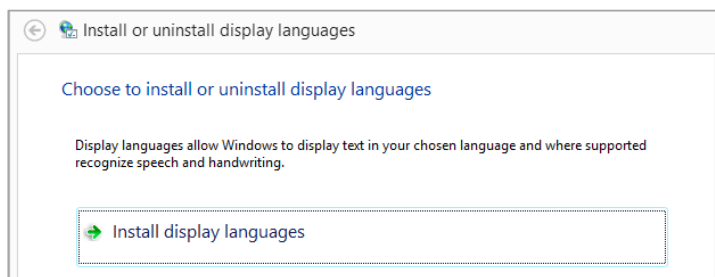 Install or uninstall display languages
Choose to install or uninstall display languages
Display languages allow Windows to display text in your chosen language and where supported
recognize speech and handwriting.
Install display languages